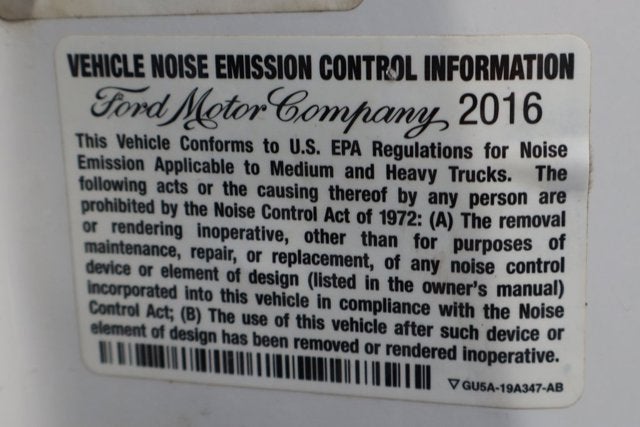 VEHICLE NOISE EMISSION CONTROL INFORMATION
Ford Motor Company, 2016
This Vehicle Conforms to U.S. EPA Regulations for Noise
Emission Applicable to Medium and Heavy Trucks. The
following acts or the causing thereof by any person are
prohibited by the Noise Control Act of 1972: (A) The removal
or rendering inoperative, other than for purposes of
maintenance, repair, or replacement, of any noise control
device or element of design (listed in the owner's manual)
incorporated into this vehicle in compliance with the Noise
Control Act; (B) The use of this vehicle after such device or
element of design has been removed or rendered inoperative.
▽ GU5A-19A347-AB